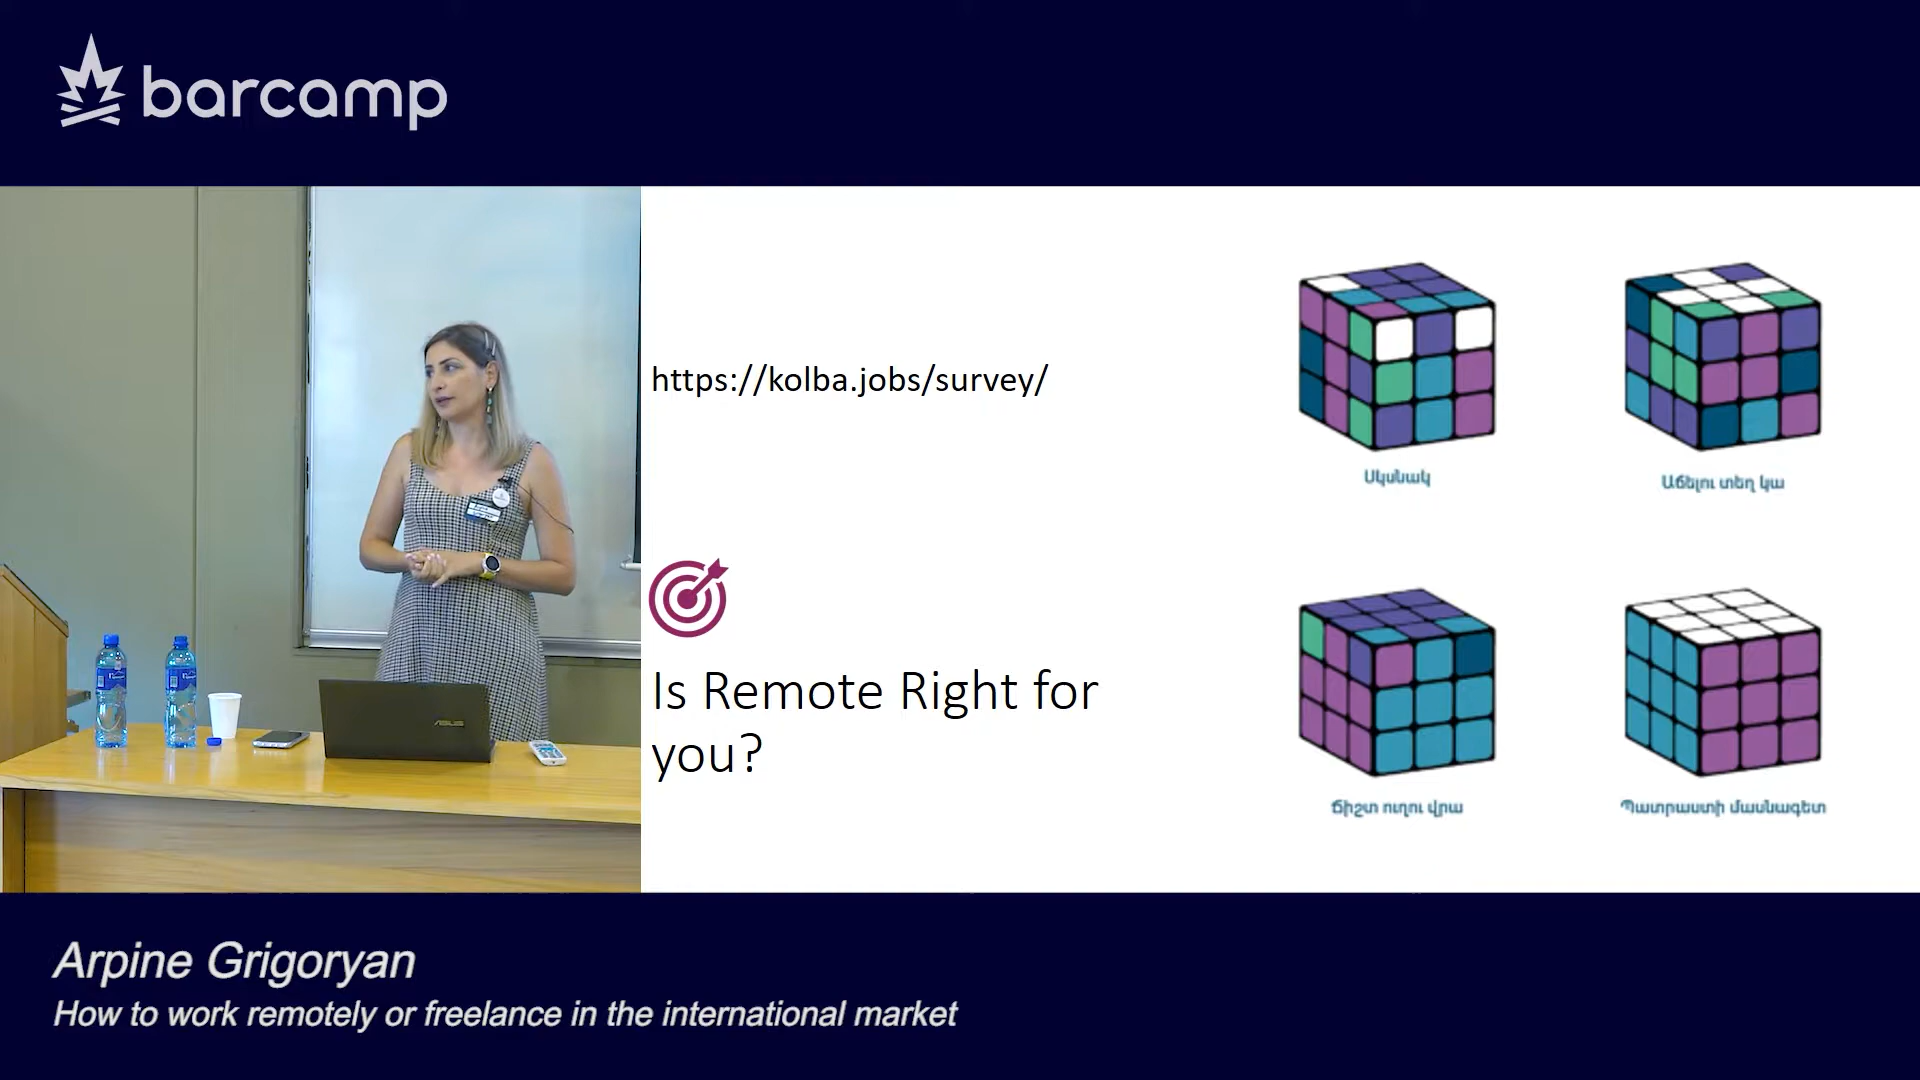 barcamp
https://kolba.jobs/survey/
Սկսնակ
Աճելու տեղ կա
Is Remote Right for
you?
Ճիշտ ուղու վրա
Պատրաստի մասնագետ
ASUS
Arpine Grigoryan
How to work remotely or freelance in the international market